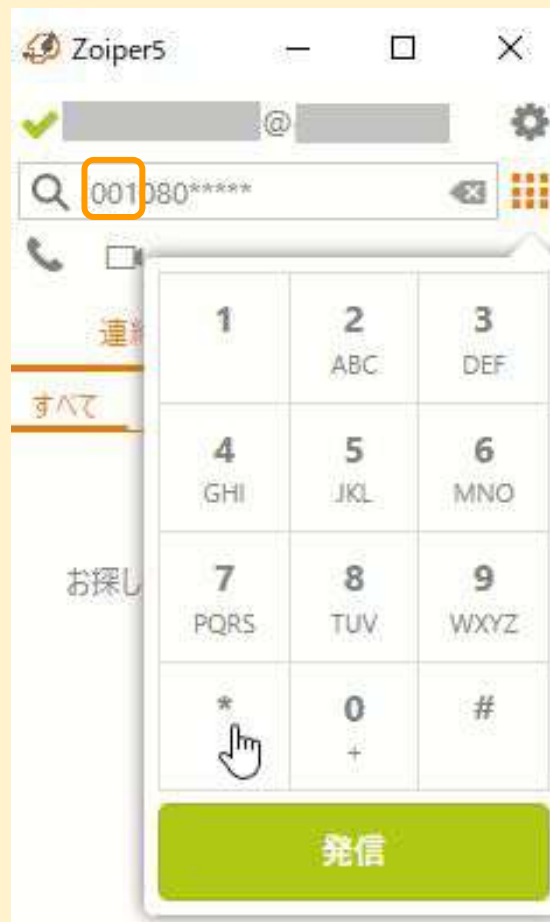 Zoiper5
@
001080*****
連絡
すべて
お探し
1
2 ABC
3 DEF
4 GHI
5 JKL
6 MNO
7 PQRS
8 TUV
9 WXYZ
*
0 +
#
発信